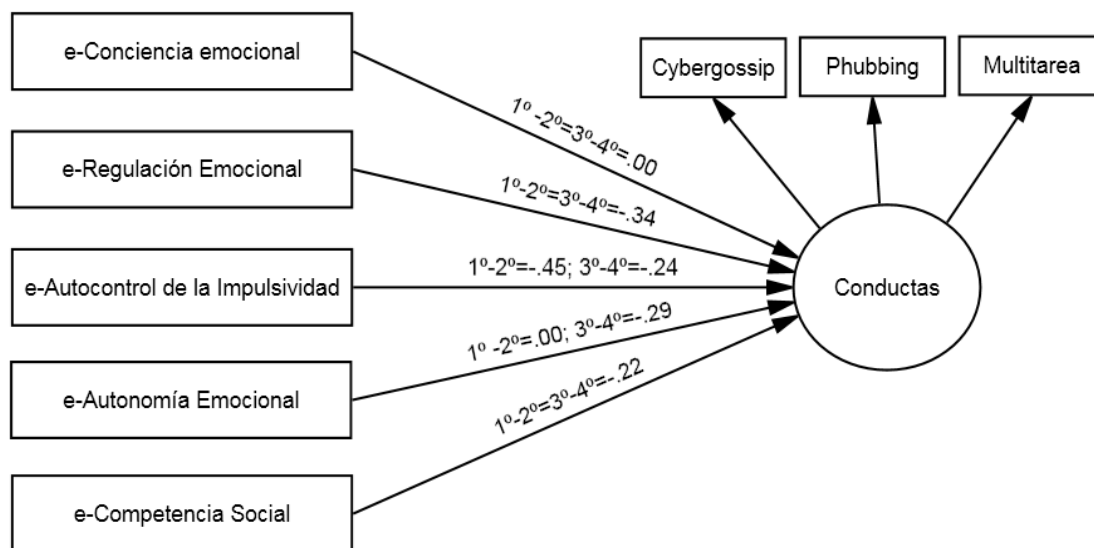 e-Conciencia emocional
Cybergossip
Phubbing
Multitarea
1º -2º=3º-4º=.00
e-Regulación Emocional
1º-2º=3º-4º=-.34
e-Autocontrol de la Impulsividad
1º-2º=-.45; 3º-4º=-.24
Conductas
1º -2º=.00; 3º-4º=-.29
e-Autonomía Emocional
1º-2º=3º-4º=-.22
e-Competencia Social